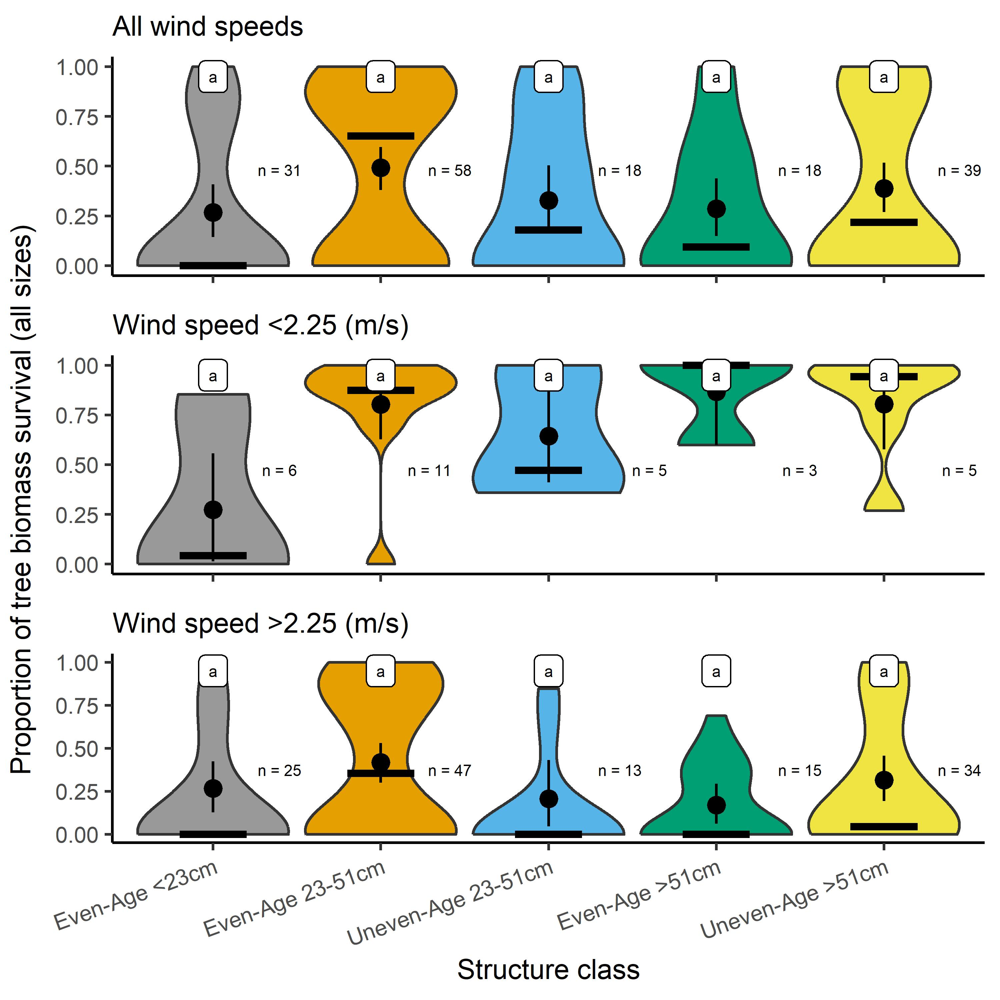 All wind speeds
1.00
0.75
0.50
0.25
0.00
a a a a a
n = 31 n = 58 n = 18 n = 18 n = 39
Wind speed <2.25 (m/s)
1.00
0.75
0.50
0.25
0.00
a a a a a
n = 6 n = 11 n = 5 n = 3 n = 5
Wind speed >2.25 (m/s)
1.00
0.75
0.50
0.25
0.00
a a a a a
n = 25 n = 47 n = 13 n = 15 n = 34
Proportion of tree biomass survival (all sizes)
Even-Age <23cm
Even-Age 23-51cm
Uneven-Age 23-51cm
Even-Age >51cm
Uneven-Age >51cm
Structure class